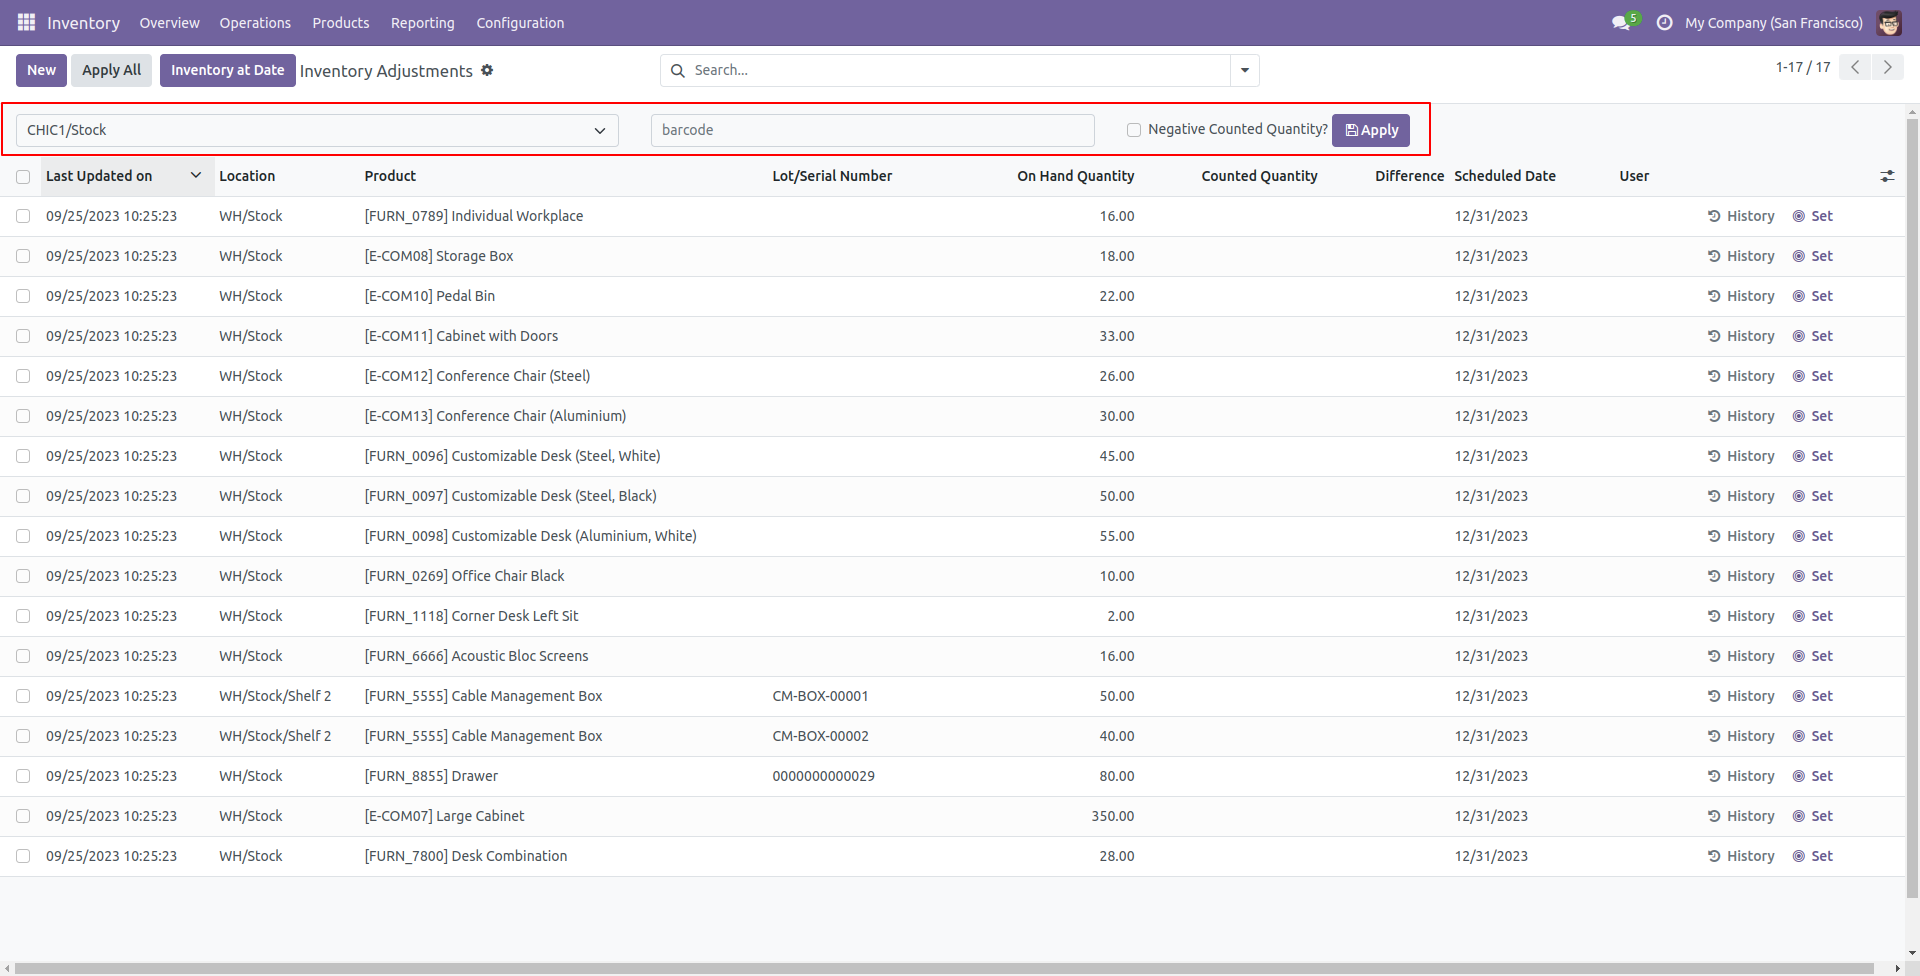 Inventory Overview Operations Products Reporting Configuration 5 My Company (San Francisco)
New Apply All Inventory at Date Inventory Adjustments Search... 1-17 / 17
CHIC1/Stock barcode Negative Counted Quantity? Apply
Last Updated on Location Product Lot/Serial Number On Hand Quantity Counted Quantity Difference Scheduled Date User
09/25/2023 10:25:23 WH/Stock [FURN_0789] Individual Workplace 16.00 12/31/2023 History Set
09/25/2023 10:25:23 WH/Stock [E-COM08] Storage Box 18.00 12/31/2023 History Set
09/25/2023 10:25:23 WH/Stock [E-COM10] Pedal Bin 22.00 12/31/2023 History Set
09/25/2023 10:25:23 WH/Stock [E-COM11] Cabinet with Doors 33.00 12/31/2023 History Set
09/25/2023 10:25:23 WH/Stock [E-COM12] Conference Chair (Steel) 26.00 12/31/2023 History Set
09/25/2023 10:25:23 WH/Stock [E-COM13] Conference Chair (Aluminium) 30.00 12/31/2023 History Set
09/25/2023 10:25:23 WH/Stock [FURN_0096] Customizable Desk (Steel, White) 45.00 12/31/2023 History Set
09/25/2023 10:25:23 WH/Stock [FURN_0097] Customizable Desk (Steel, Black) 50.00 12/31/2023 History Set
09/25/2023 10:25:23 WH/Stock [FURN_0098] Customizable Desk (Aluminium, White) 55.00 12/31/2023 History Set
09/25/2023 10:25:23 WH/Stock [FURN_0269] Office Chair Black 10.00 12/31/2023 History Set
09/25/2023 10:25:23 WH/Stock [FURN_1118] Corner Desk Left Sit 2.00 12/31/2023 History Set
09/25/2023 10:25:23 WH/Stock [FURN_6666] Acoustic Bloc Screens 16.00 12/31/2023 History Set
09/25/2023 10:25:23 WH/Stock/Shelf 2 [FURN_5555] Cable Management Box CM-BOX-00001 50.00 12/31/2023 History Set
09/25/2023 10:25:23 WH/Stock/Shelf 2 [FURN_5555] Cable Management Box CM-BOX-00002 40.00 12/31/2023 History Set
09/25/2023 10:25:23 WH/Stock [FURN_8855] Drawer 0000000000029 80.00 12/31/2023 History Set
09/25/2023 10:25:23 WH/Stock [E-COM07] Large Cabinet 350.00 12/31/2023 History Set
09/25/2023 10:25:23 WH/Stock [FURN_7800] Desk Combination 28.00 12/31/2023 History Set